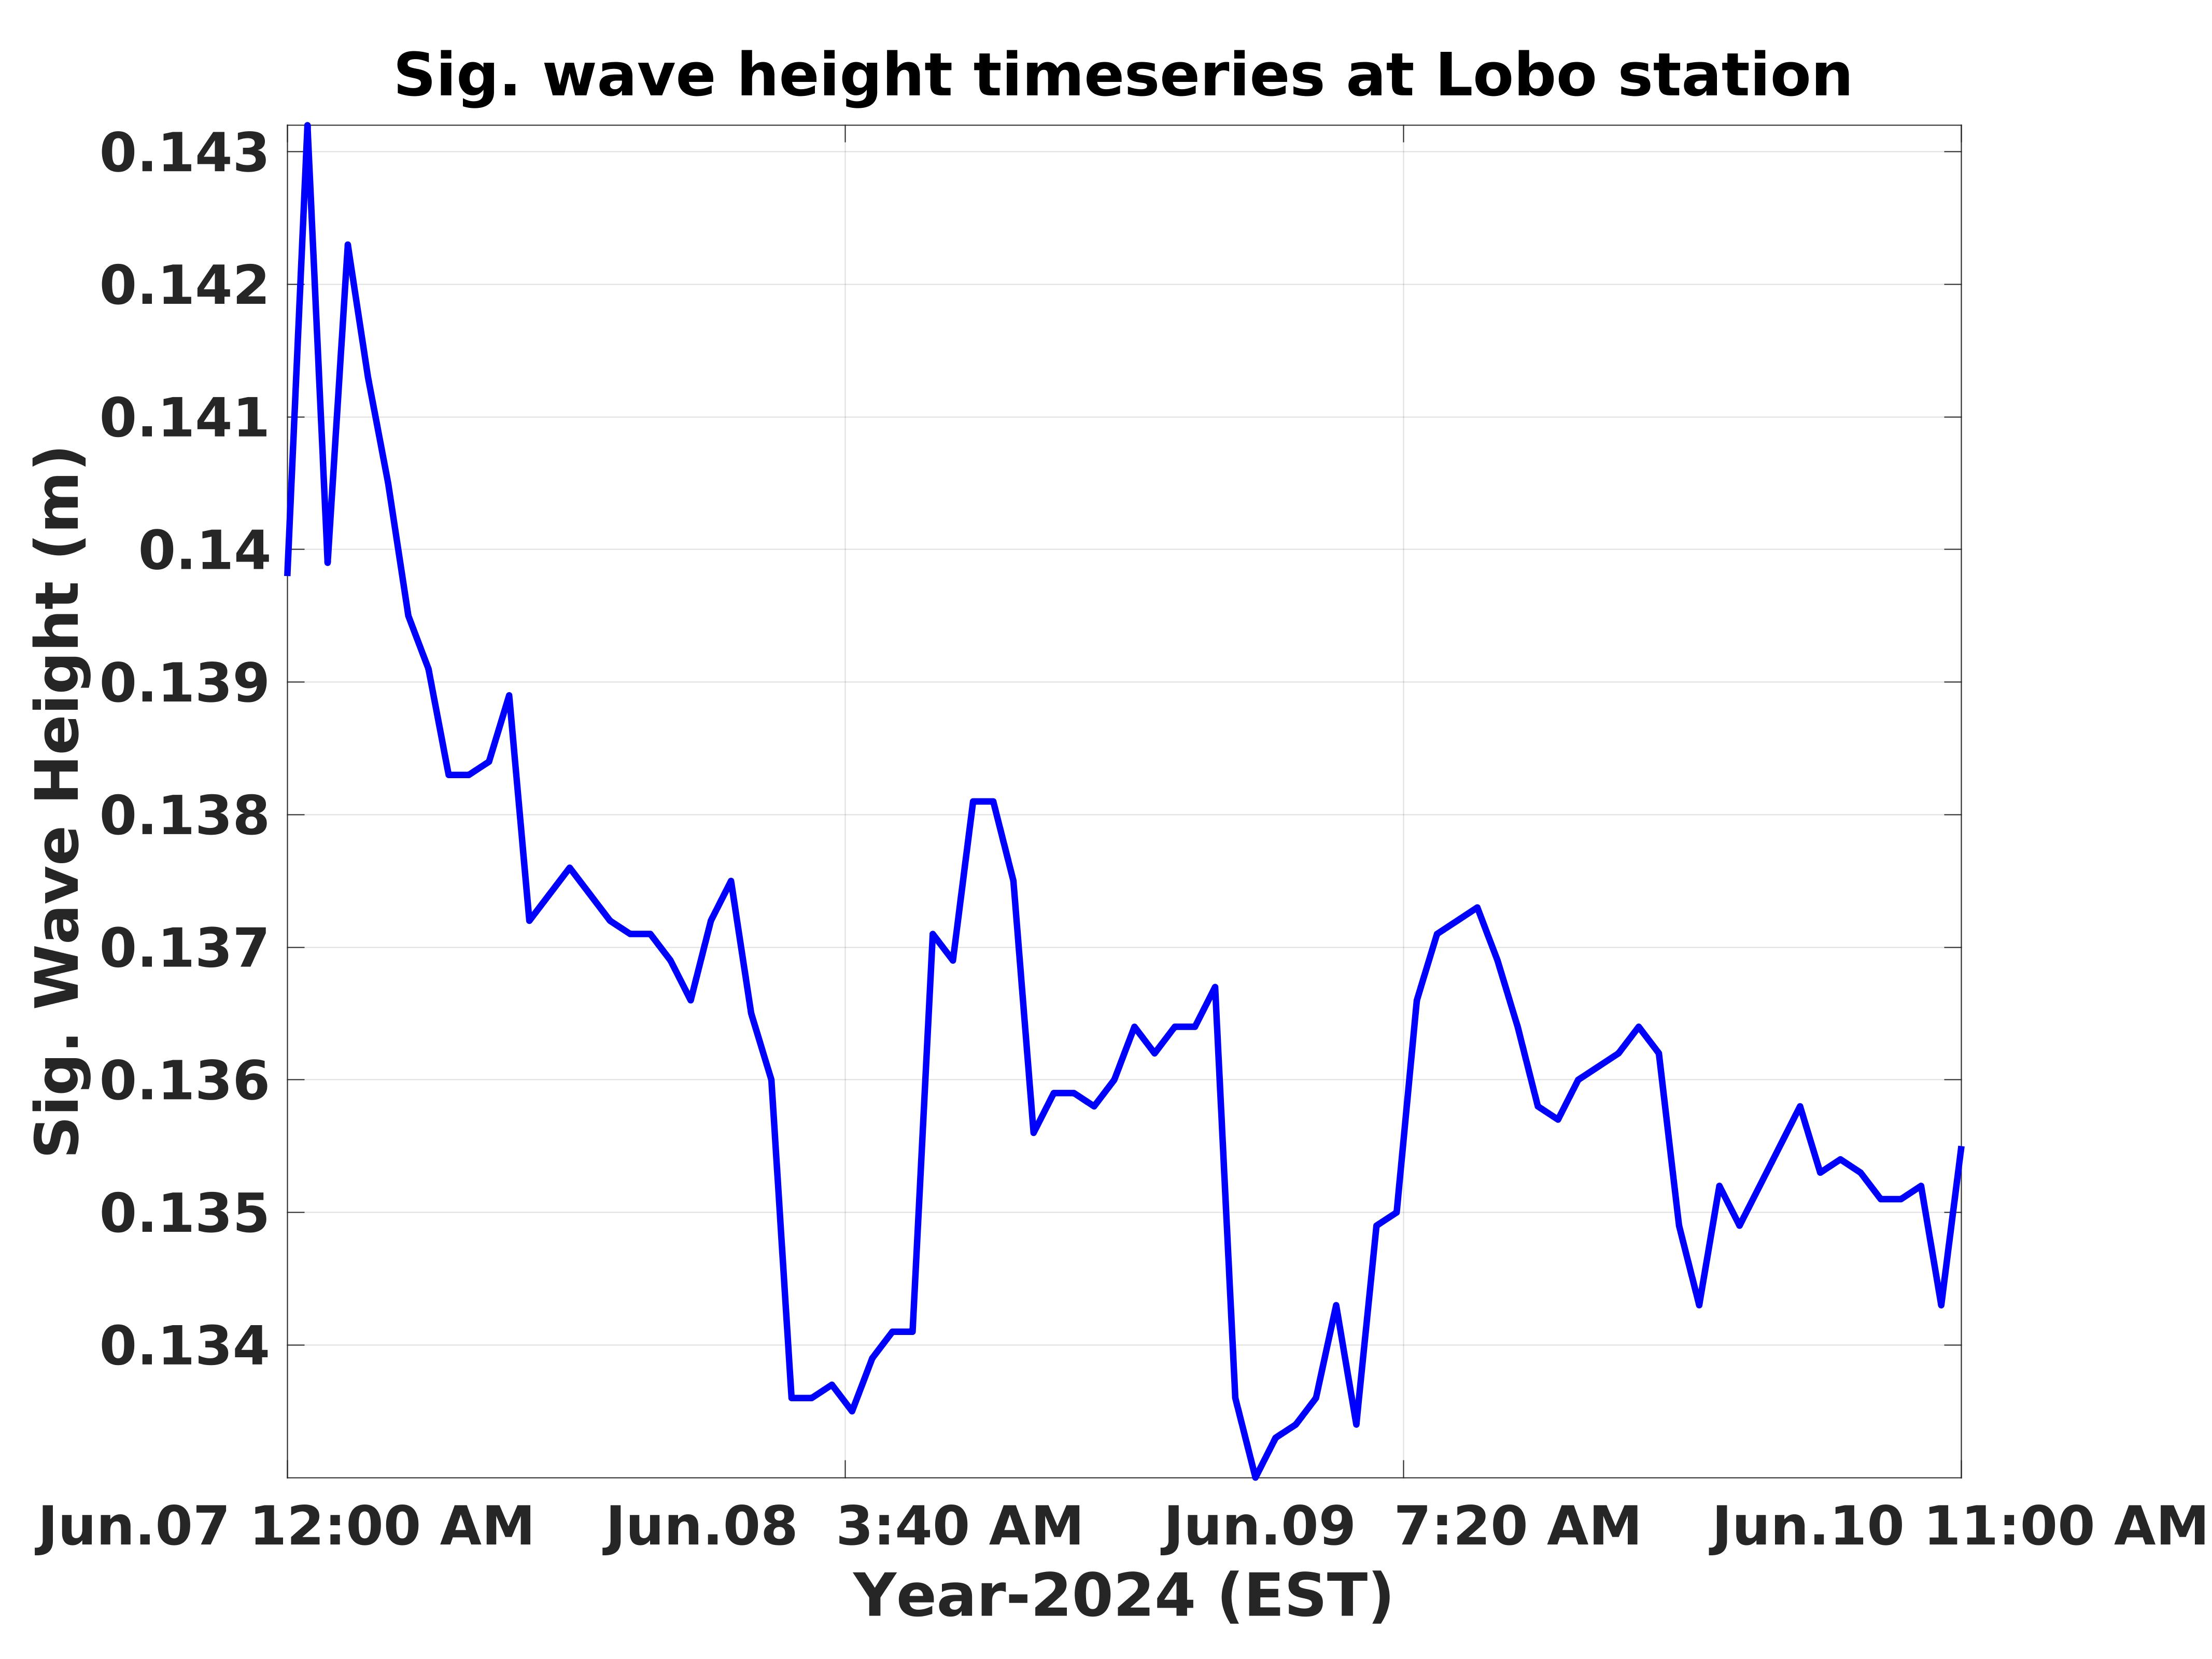 Sig. wave height timeseries at Lobo station
Sig. Wave Height (m)
0.143
0.142
0.141
0.14
0.139
0.138
0.137
0.136
0.135
0.134
Jun.07 12:00 AM Jun.08 3:40 AM Jun.09 7:20 AM Jun.10 11:00 AM
Year-2024 (EST)